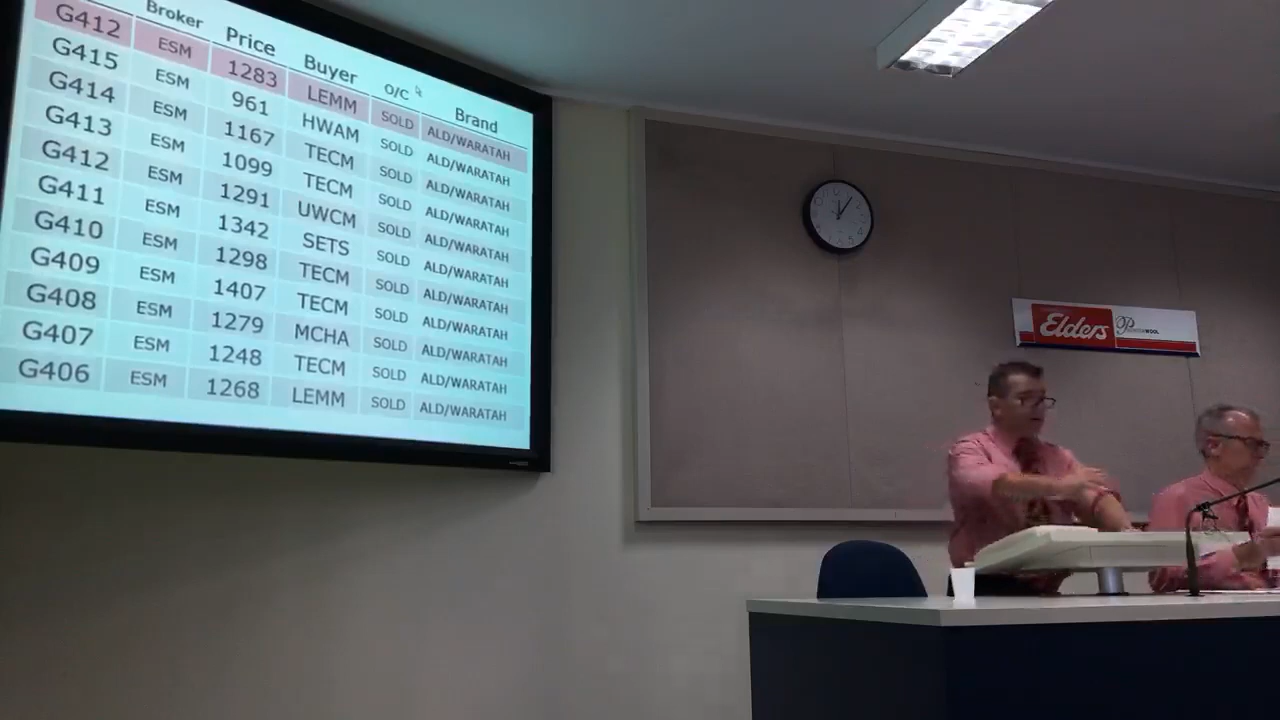 Broker Price Buyer O/C Brand
G412 ESM 1283 LEMM SOLD ALD/WARATAH
G415 ESM 961 HWAM SOLD ALD/WARATAH
G414 ESM 1167 TECM SOLD ALD/WARATAH
G413 ESM 1099 TECM SOLD ALD/WARATAH
G412 ESM 1291 UWCM SOLD ALD/WARATAH
G411 ESM 1342 SETS SOLD ALD/WARATAH
G410 ESM 1298 TECM SOLD ALD/WARATAH
G409 ESM 1407 TECM SOLD ALD/WARATAH
G408 ESM 1279 MCHA SOLD ALD/WARATAH
G407 ESM 1248 TECM SOLD ALD/WARATAH
G406 ESM 1268 LEMM SOLD ALD/WARATAH
Elders